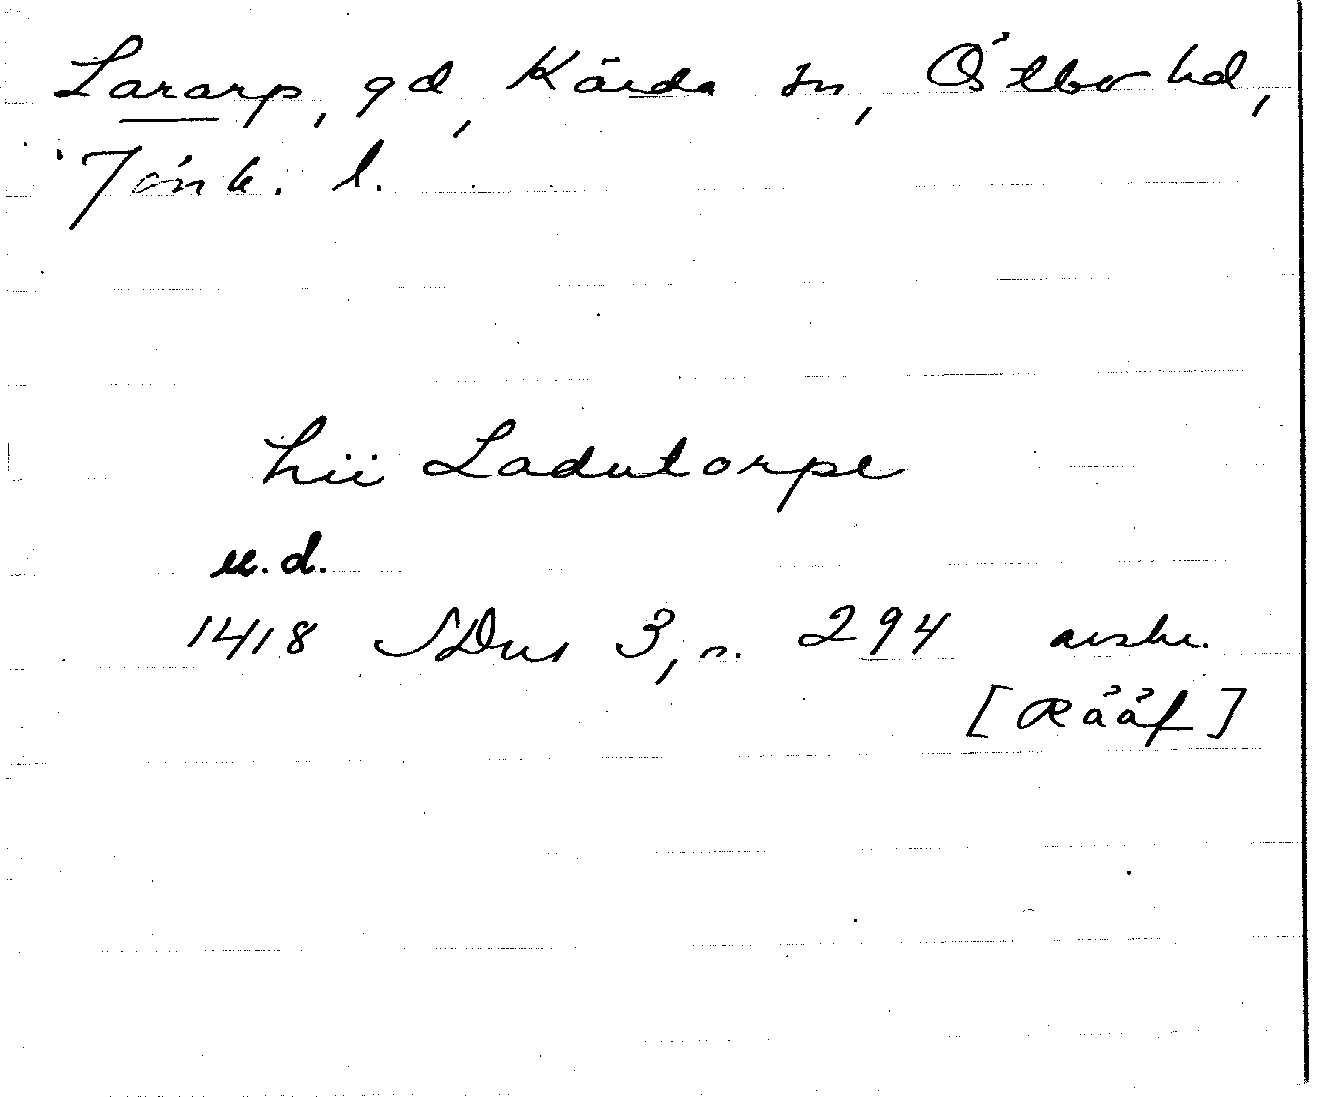 Lararp, gd, Kärda sn, Östbo hd,
Jönk. l.
hii Ladutorpe
u.d.
1418 SDns 3, s. 294 avskr.
[Rääf]